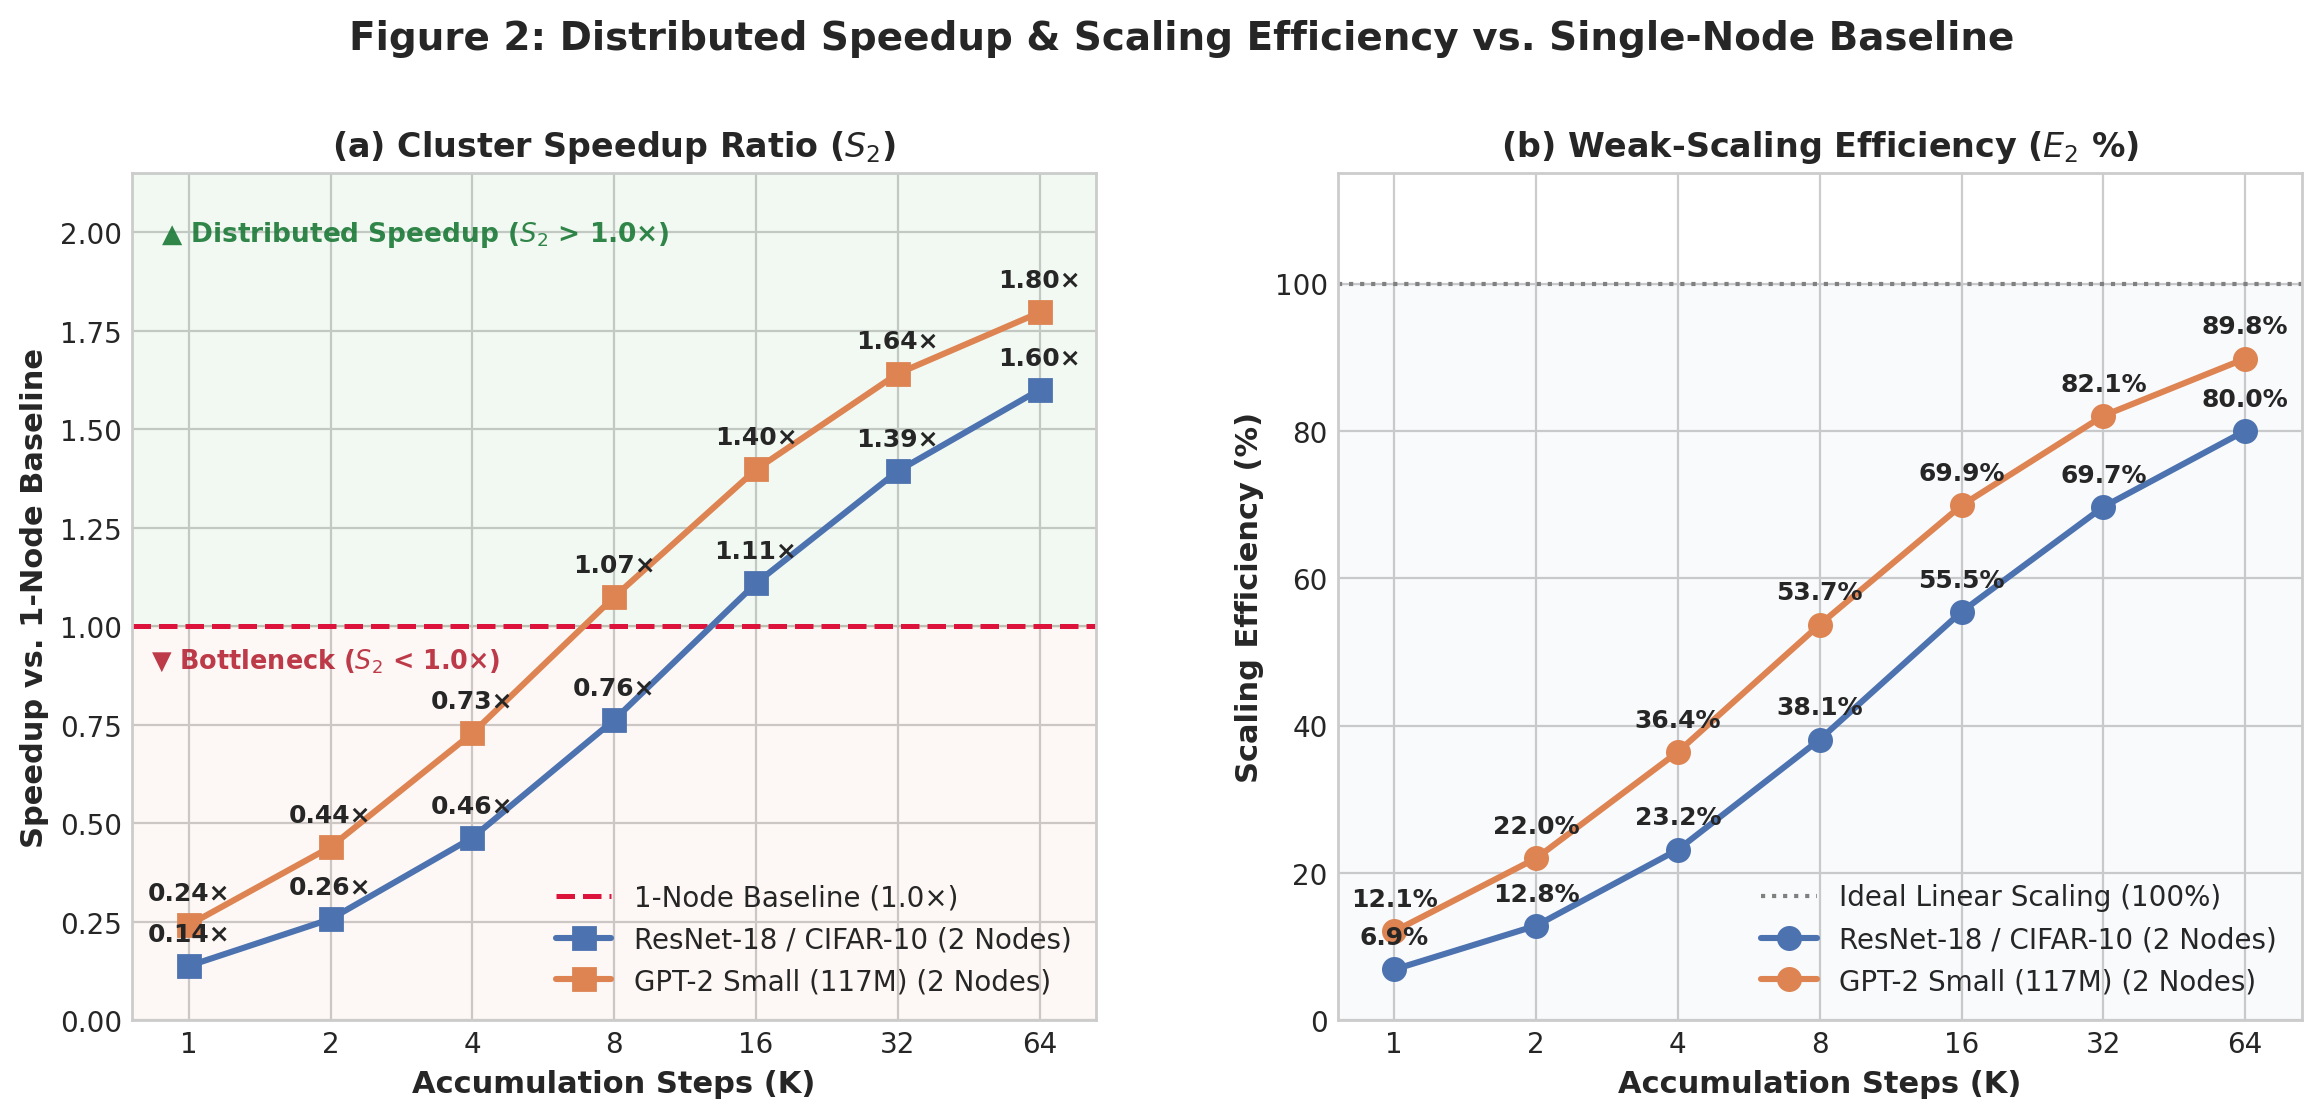 Figure 2: Distributed Speedup & Scaling Efficiency vs. Single-Node Baseline
(a) Cluster Speedup Ratio (S₂)
Speedup vs. 1-Node Baseline
2.00
1.75
1.50
1.25
1.00
0.75
0.50
0.25
0.00
▲ Distributed Speedup (S₂ > 1.0×)
▼ Bottleneck (S₂ < 1.0×)
0.24×
0.44×
0.73×
1.07×
1.40×
1.64×
1.80×
0.14×
0.26×
0.46×
0.76×
1.11×
1.39×
1.60×
1-Node Baseline (1.0×)
ResNet-18 / CIFAR-10 (2 Nodes)
GPT-2 Small (117M) (2 Nodes)
1 2 4 8 16 32 64
Accumulation Steps (K)
(b) Weak-Scaling Efficiency (E₂ %)
Scaling Efficiency (%)
100
80
60
40
20
0
12.1%
22.0%
36.4%
53.7%
69.9%
82.1%
89.8%
6.9%
12.8%
23.2%
38.1%
55.5%
69.7%
80.0%
Ideal Linear Scaling (100%)
ResNet-18 / CIFAR-10 (2 Nodes)
GPT-2 Small (117M) (2 Nodes)
1 2 4 8 16 32 64
Accumulation Steps (K)